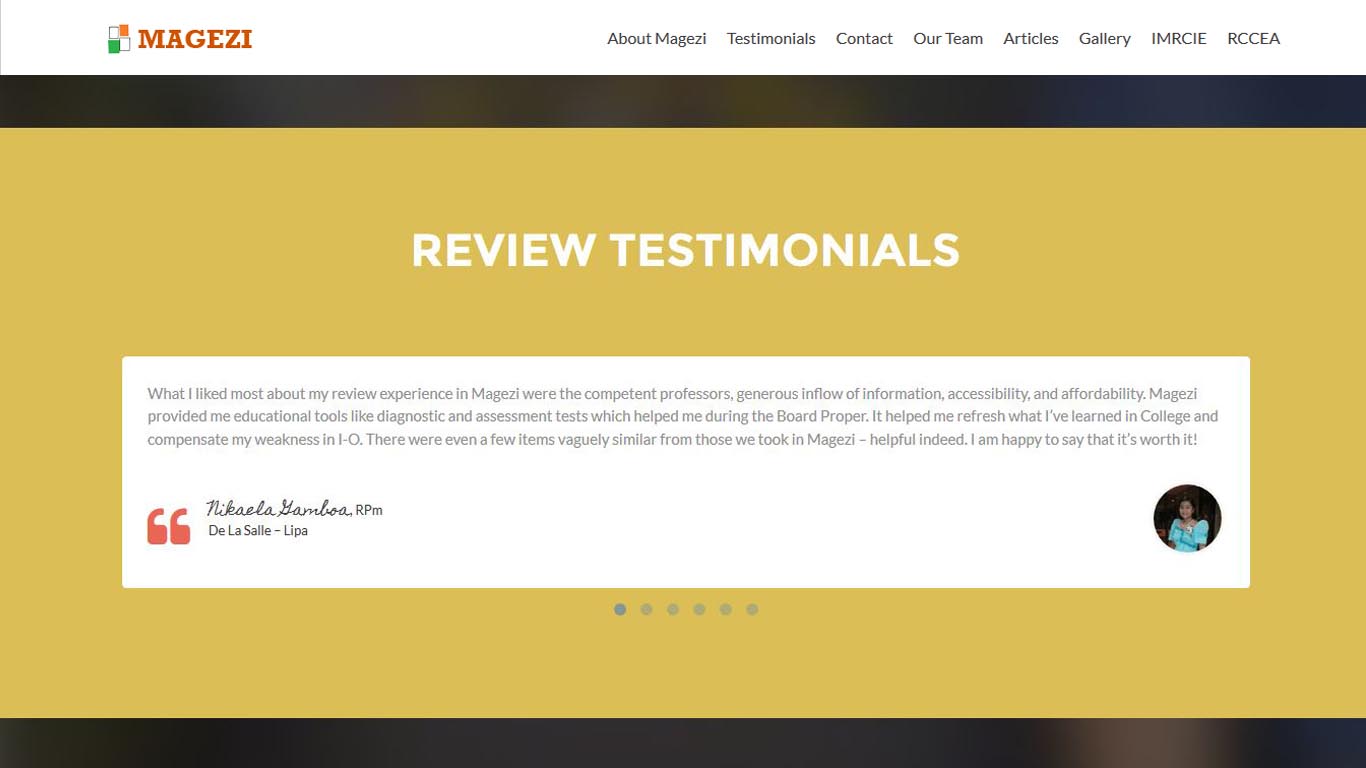 MAGEZI
About Magezi Testimonials Contact Our Team Articles Gallery IMRCIE RCCEA
REVIEW TESTIMONIALS
What I liked most about my review experience in Magezi were the competent professors, generous inflow of information, accessibility, and affordability. Magezi
provided me educational tools like diagnostic and assessment tests which helped me during the Board Proper. It helped me refresh what I’ve learned in College and
compensate my weakness in I-O. There were even a few items vaguely similar from those we took in Magezi – helpful indeed. I am happy to say that it’s worth it!
Nikaela Gamboa, RPm
De La Salle – Lipa